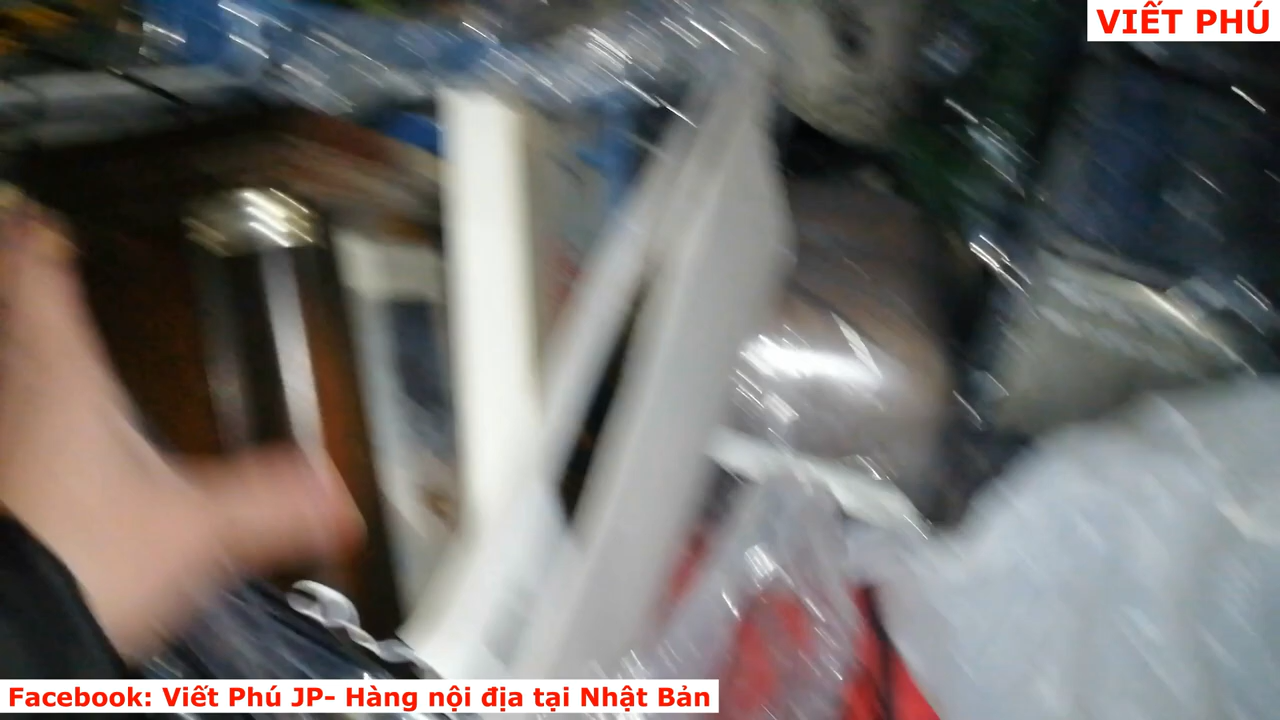 VIẾT PHÚ
Facebook: Viết Phú JP- Hàng nội địa tại Nhật Bản